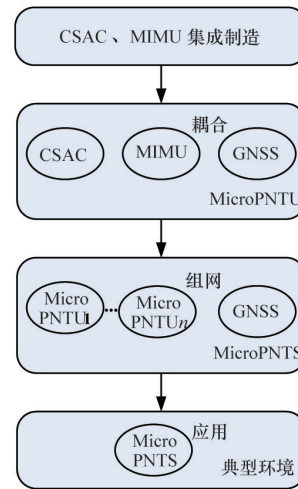 CSAC、MIMU 集成制造
耦合
CSAC
MIMU
GNSS
MicroPNTU
组网
Micro
PNTU1
...
Micro
PNTUn
GNSS
MicroPNTS
应用
Micro
PNTS
典型环境